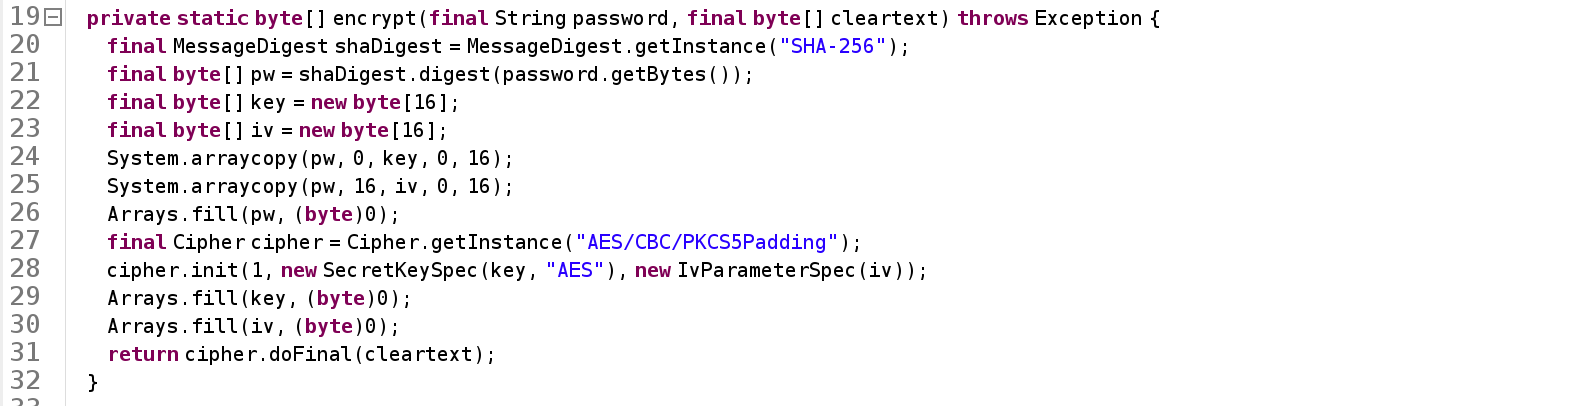 19 private static byte[] encrypt(final String password, final byte[] cleartext) throws Exception {
20 final MessageDigest shaDigest = MessageDigest.getInstance("SHA-256");
21 final byte[] pw = shaDigest.digest(password.getBytes());
22 final byte[] key = new byte[16];
23 final byte[] iv = new byte[16];
24 System.arraycopy(pw, 0, key, 0, 16);
25 System.arraycopy(pw, 16, iv, 0, 16);
26 Arrays.fill(pw, (byte)0);
27 final Cipher cipher = Cipher.getInstance("AES/CBC/PKCS5Padding");
28 cipher.init(1, new SecretKeySpec(key, "AES"), new IvParameterSpec(iv));
29 Arrays.fill(key, (byte)0);
30 Arrays.fill(iv, (byte)0);
31 return cipher.doFinal(cleartext);
32 }